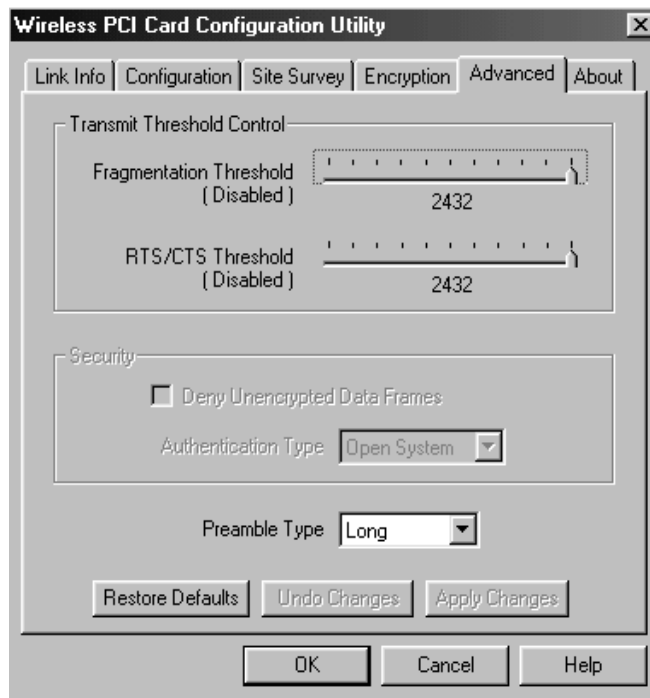 Wireless PCI Card Configuration Utility
Link Info Configuration Site Survey Encryption Advanced About
Transmit Threshold Control
Fragmentation Threshold
( Disabled )
2432
RTS/CTS Threshold
( Disabled )
2432
Security
Deny Unencrypted Data Frames
Authentication Type Open System
Preamble Type Long
Restore Defaults Undo Changes Apply Changes
OK Cancel Help